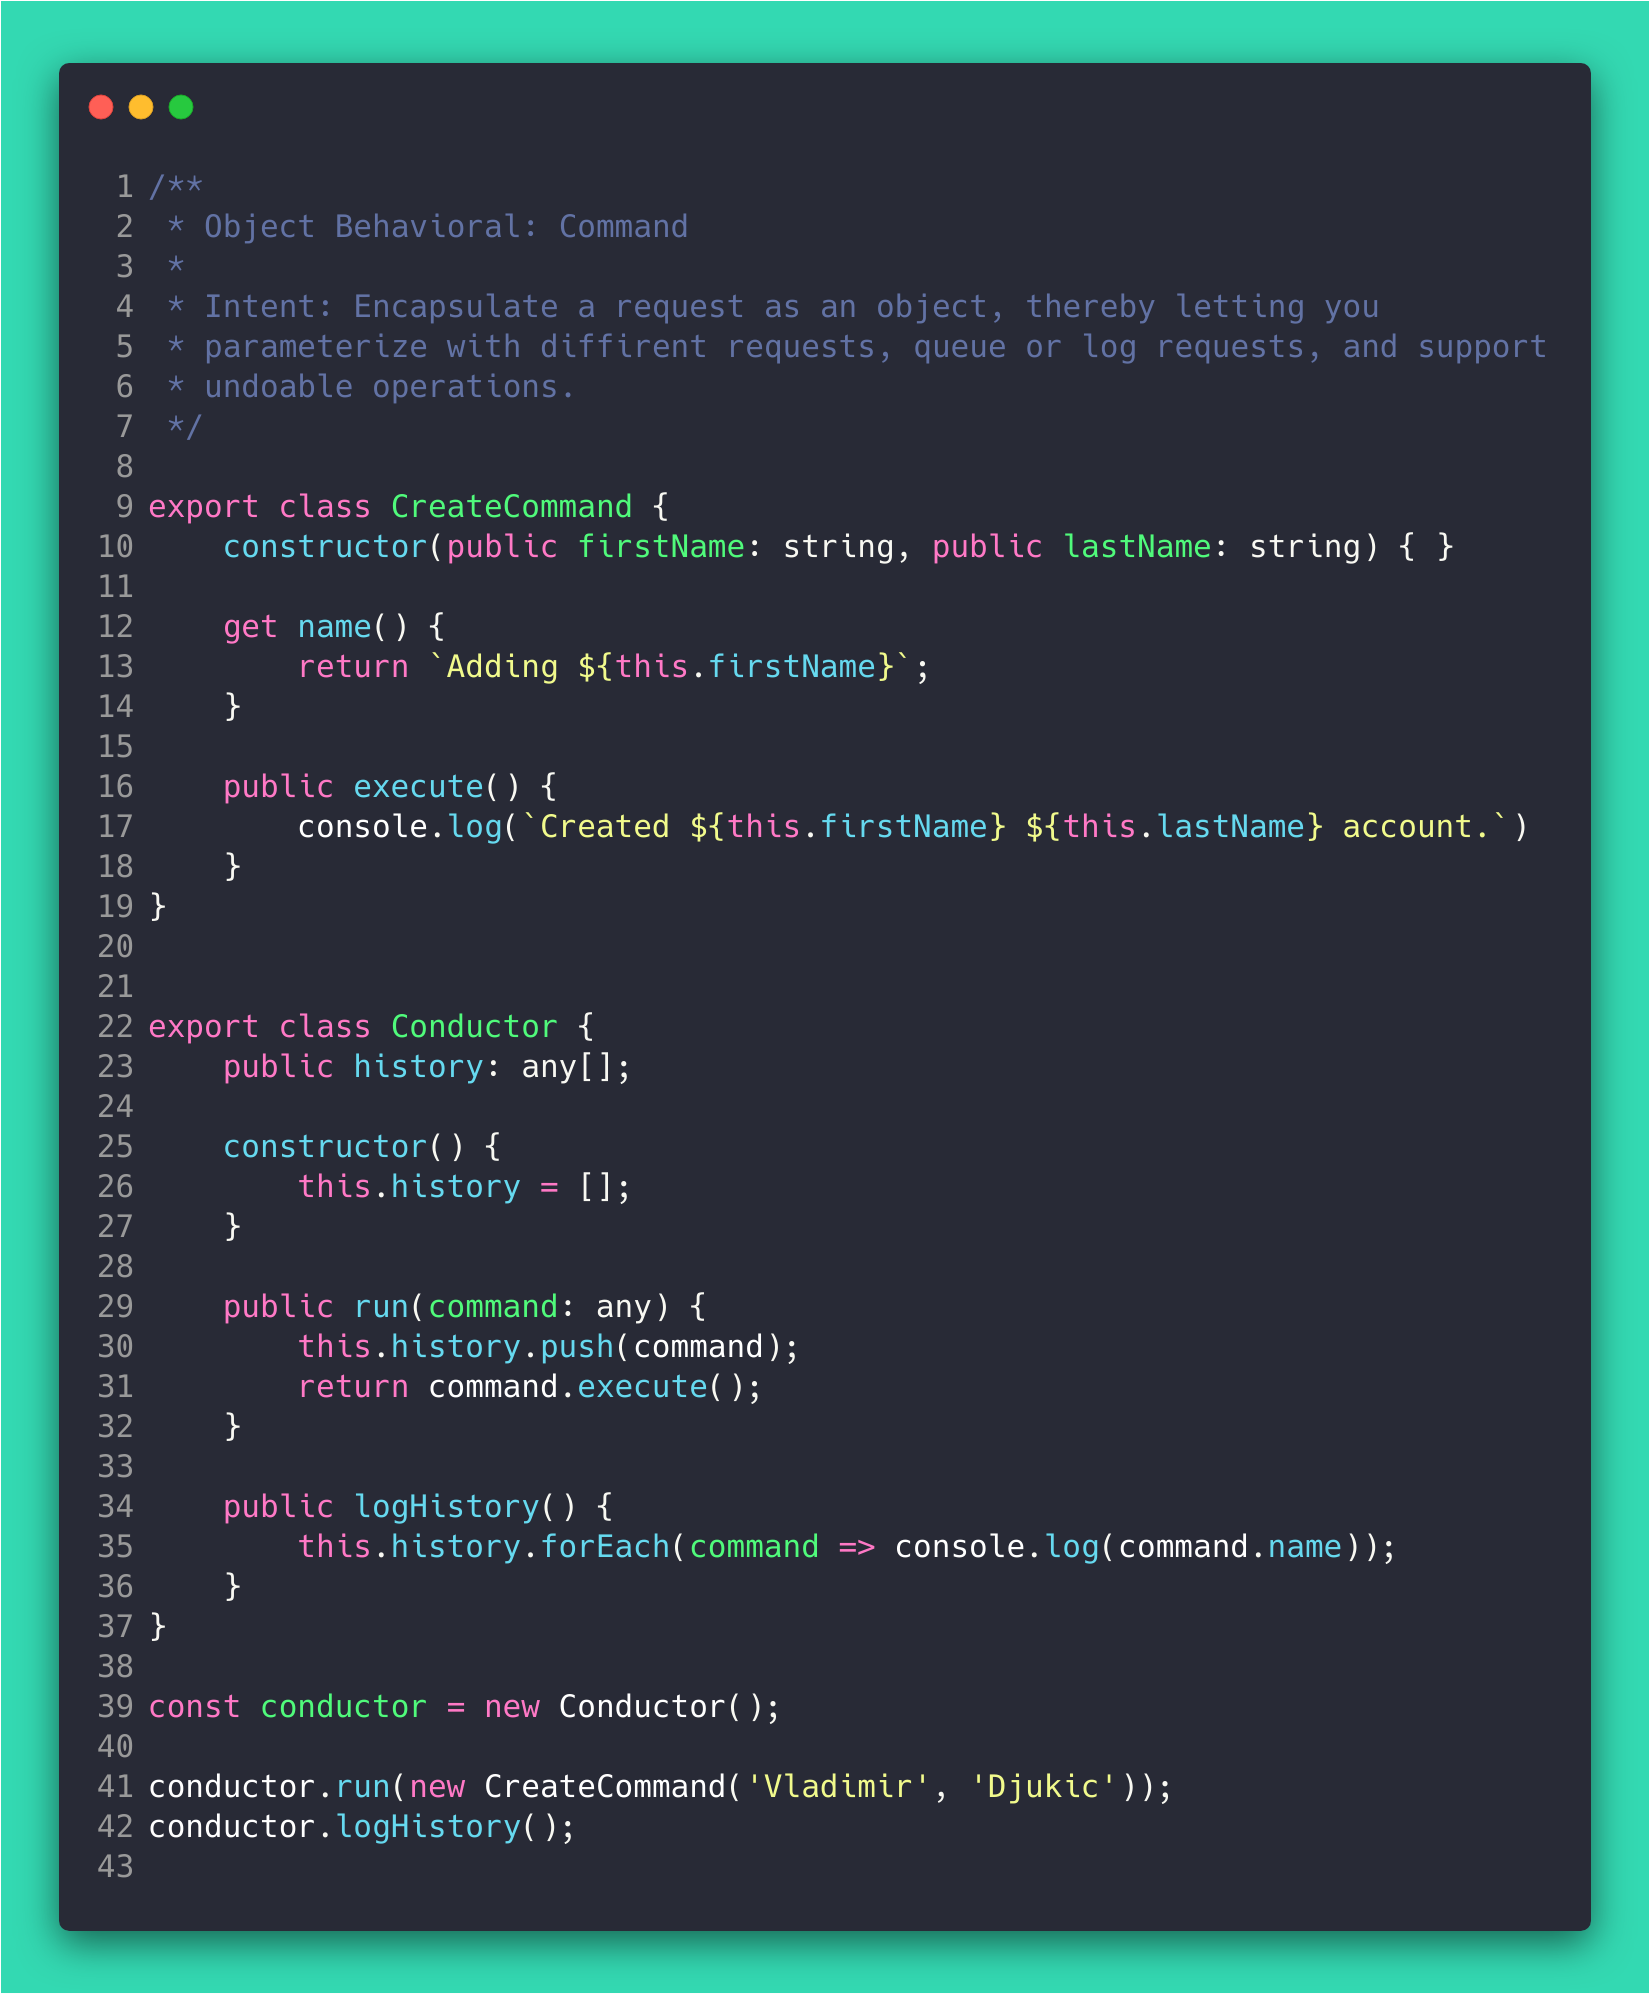 1 /**
2  * Object Behavioral: Command
3  *
4  * Intent: Encapsulate a request as an object, thereby letting you
5  * parameterize with diffirent requests, queue or log requests, and support
6  * undoable operations.
7  */
8
9 export class CreateCommand {
10     constructor(public firstName: string, public lastName: string) { }
11
12     get name() {
13         return `Adding ${this.firstName}`;
14     }
15
16     public execute() {
17         console.log(`Created ${this.firstName} ${this.lastName} account.`)
18     }
19 }
20
21
22 export class Conductor {
23     public history: any[];
24
25     constructor() {
26         this.history = [];
27     }
28
29     public run(command: any) {
30         this.history.push(command);
31         return command.execute();
32     }
33
34     public logHistory() {
35         this.history.forEach(command => console.log(command.name));
36     }
37 }
38
39 const conductor = new Conductor();
40
41 conductor.run(new CreateCommand('Vladimir', 'Djukic'));
42 conductor.logHistory();
43